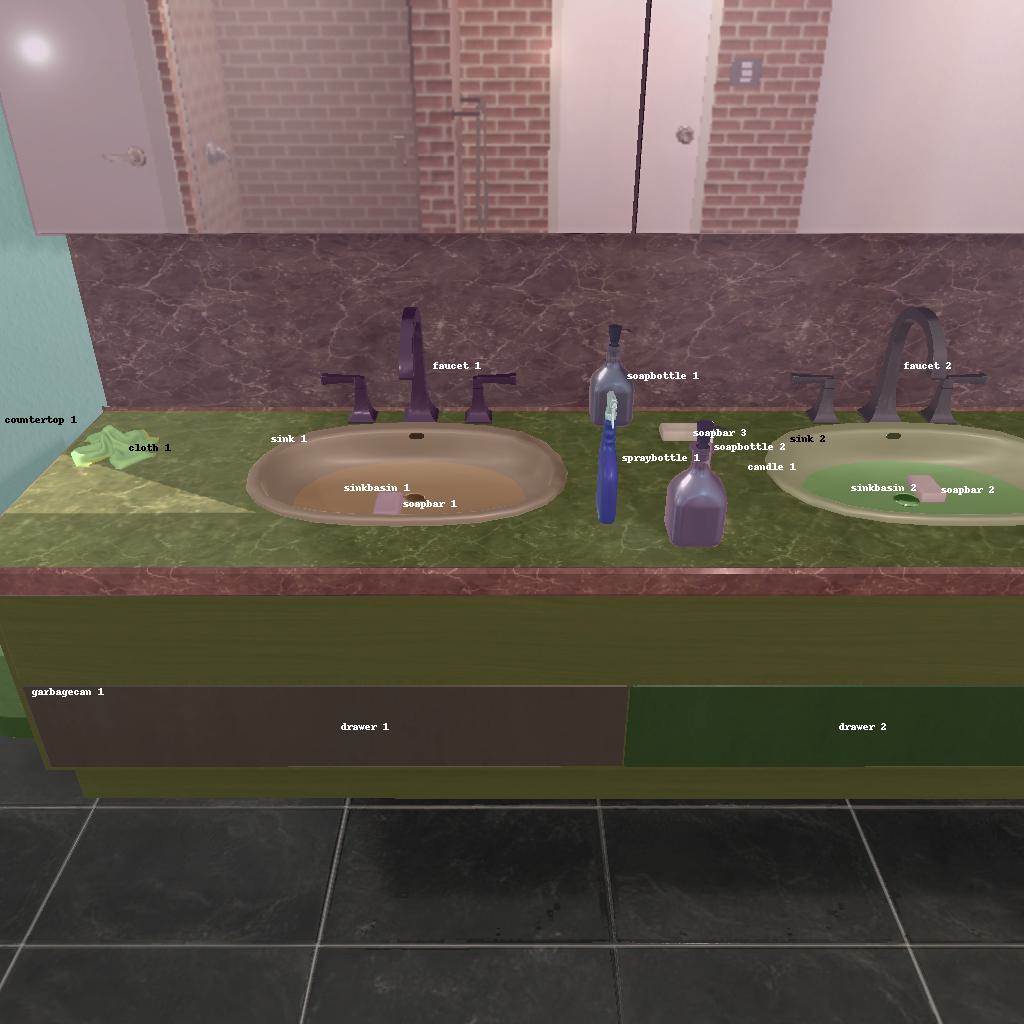 faucet 1
faucet 2
soapbottle 1
countertop 1
soapbar 3
sink 1
sink 2
cloth 1
soapbottle 2
spraybottle 1
candle 1
sinkbasin 1
sinkbasin 2
soapbar 2
soapbar 1
garbagecan 1
drawer 1
drawer 2